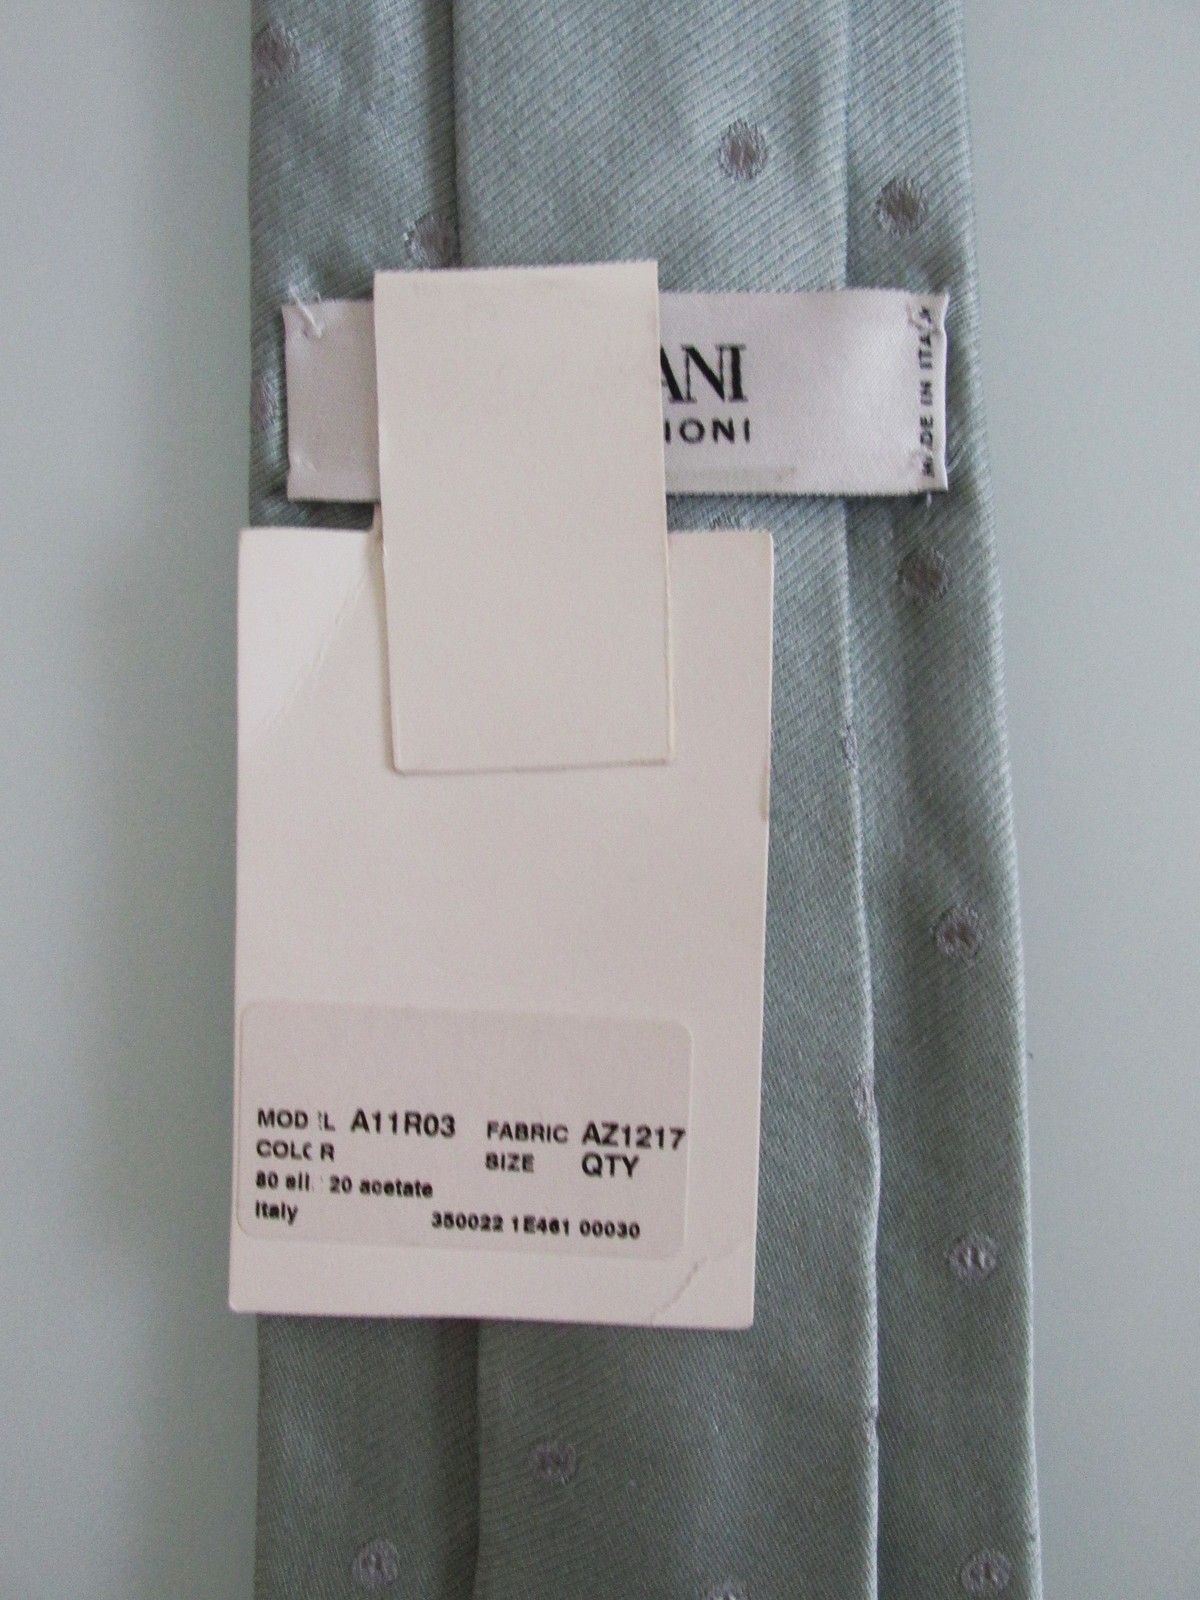 ANI
IONI
MADE IN ITALY
MODEL A11R03 FABRIC AZ1217
COLOR SIZE QTY
80 sil 20 acetate
Italy 350022 1E461 00030